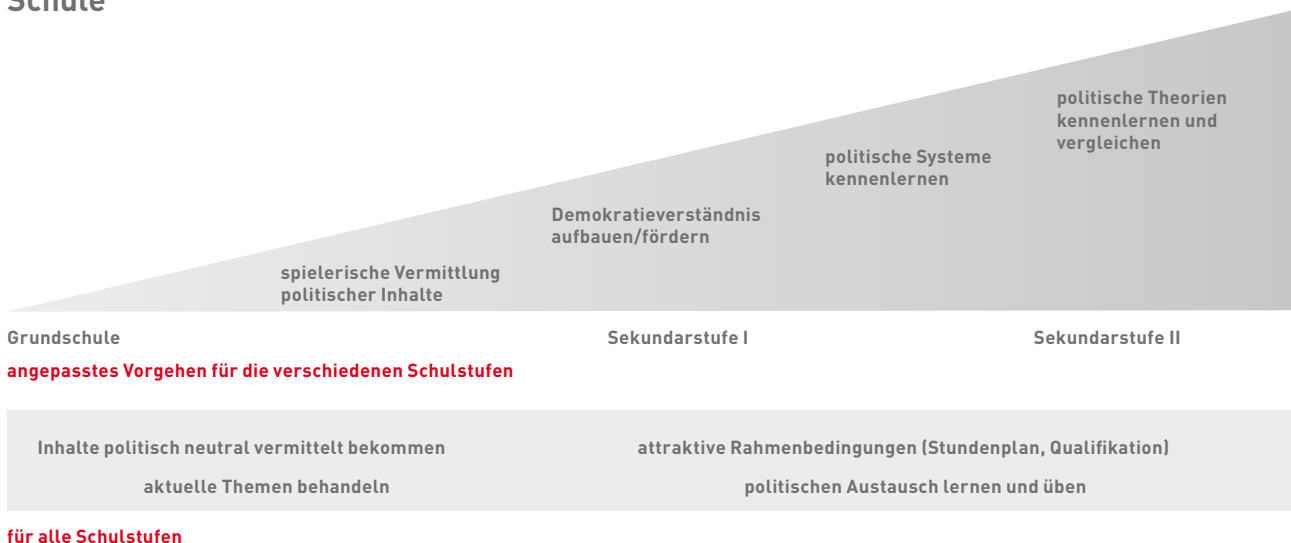 Schule
politische Theorien
kennenlernen und
vergleichen
politische Systeme
kennenlernen
Demokratieverständnis
aufbauen/fördern
spielerische Vermittlung
politischer Inhalte
Grundschule Sekundarstufe I Sekundarstufe II
angepasstes Vorgehen für die verschiedenen Schulstufen
Inhalte politisch neutral vermittelt bekommen attraktive Rahmenbedingungen (Stundenplan, Qualifikation)
aktuelle Themen behandeln politischen Austausch lernen und üben
für alle Schulstufen